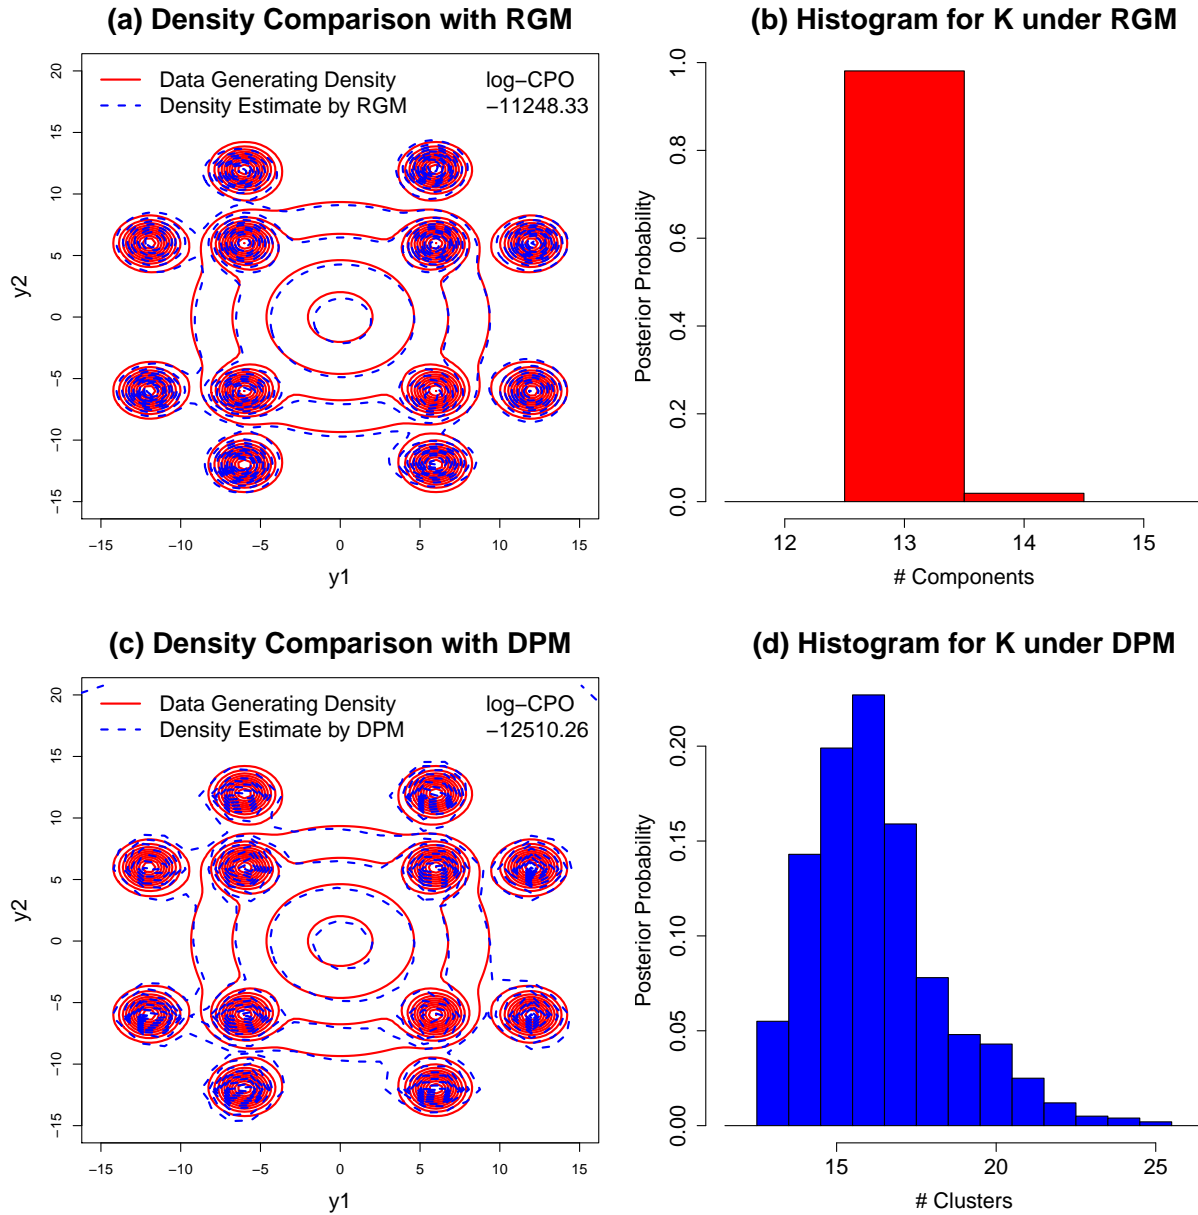 (a) Density Comparison with RGM
Data Generating Density log−CPO
Density Estimate by RGM −11248.33
20
15
10
5
0
−5
−10
−15
y2
−15 −10 −5 0 5 10 15
y1
(b) Histogram for K under RGM
1.0
0.8
0.6
0.4
0.2
0.0
Posterior Probability
12 13 14 15
# Components
(c) Density Comparison with DPM
Data Generating Density log−CPO
Density Estimate by DPM −12510.26
20
15
10
5
0
−5
−10
−15
y2
−15 −10 −5 0 5 10 15
y1
(d) Histogram for K under DPM
0.20
0.15
0.10
0.05
0.00
Posterior Probability
15 20 25
# Clusters